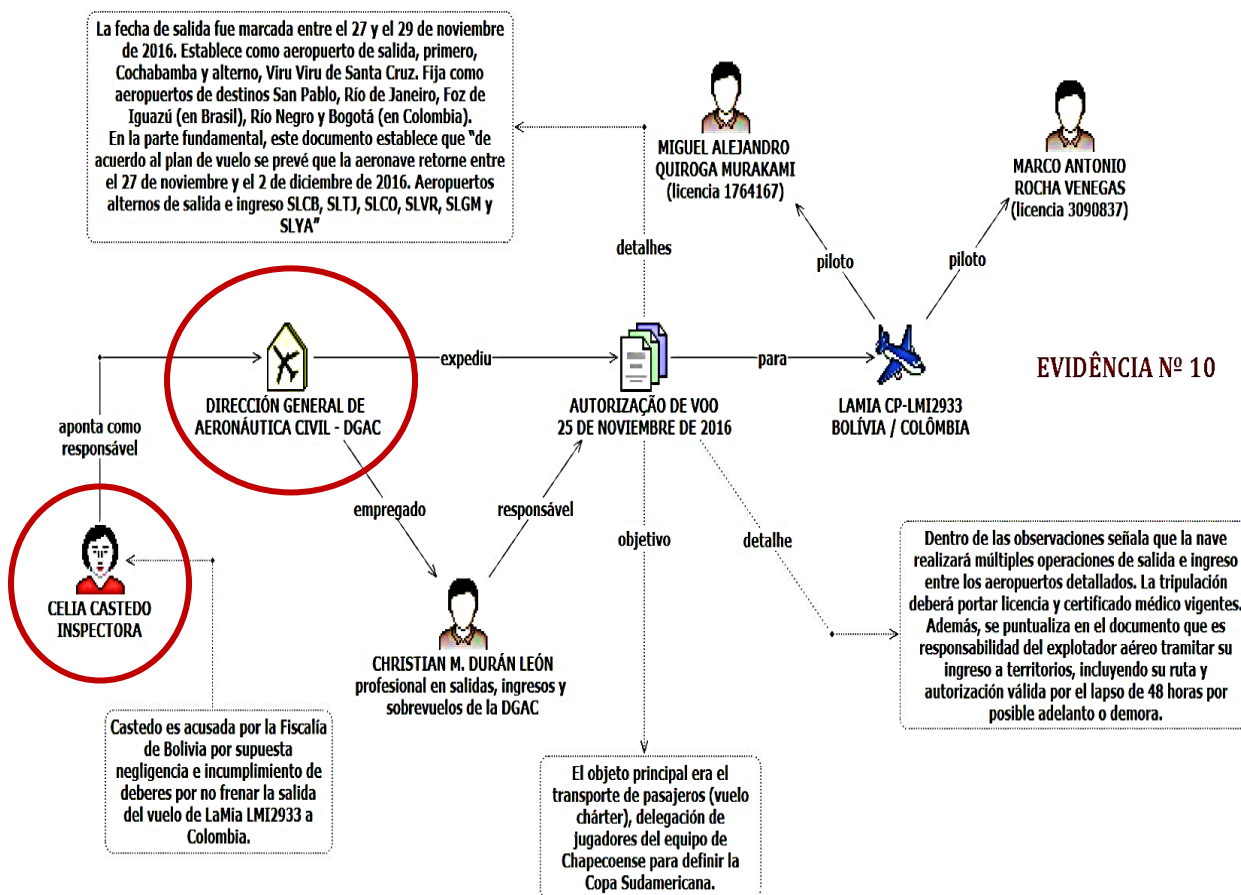 La fecha de salida fue marcada entre el 27 y el 29 de noviembre
de 2016. Establece como aeropuerto de salida, primero,
Cochabamba y alterno, Viru Viru de Santa Cruz. Fija como
aeropuertos de destinos San Pablo, Río de Janeiro, Foz de
Iguazú (en Brasil), Río Negro y Bogotá (en Colombia).
En la parte fundamental, este documento establece que “de
acuerdo al plan de vuelo se prevé que la aeronave retorne entre
el 27 de noviembre y el 2 de diciembre de 2016. Aeropuertos
alternos de salida e ingreso SLCB, SLTJ, SLCO, SLVR, SLGM y
SLYA”
MIGUEL ALEJANDRO
QUIROGA MURAKAMI
(licencia 1764167)
MARCO ANTONIO
ROCHA VENEGAS
(licencia 3090837)
detalhes
piloto
piloto
expediu
para
EVIDÊNCIA Nº 10
DIRECCIÓN GENERAL DE
AERONÁUTICA CIVIL - DGAC
AUTORIZAÇÃO DE VOO
25 DE NOVIEMBRE DE 2016
LAMIA CP-LMI2933
BOLÍVIA / COLÔMBIA
aponta como
responsável
empregado
responsável
objetivo
detalhe
CELIA CASTEDO
INSPECTORA
CHRISTIAN M. DURÁN LEÓN
profesional en salidas, ingresos y
sobrevuelos de la DGAC
Dentro de las observaciones señala que la nave
realizará múltiples operaciones de salida e ingreso
entre los aeropuertos detallados. La tripulación
deberá portar licencia y certificado médico vigentes.
Además, se puntualiza en el documento que es
responsabilidad del explotador aéreo tramitar su
ingreso a territorios, incluyendo su ruta y
autorización válida por el lapso de 48 horas por
posible adelanto o demora.
Castedo es acusada por la Fiscalía
de Bolivia por supuesta
negligencia e incumplimiento de
deberes por no frenar la salida
del vuelo de LaMia LMI2933 a
Colombia.
El objeto principal era el
transporte de pasajeros (vuelo
chárter), delegación de
jugadores del equipo de
Chapecoense para definir la
Copa Sudamericana.